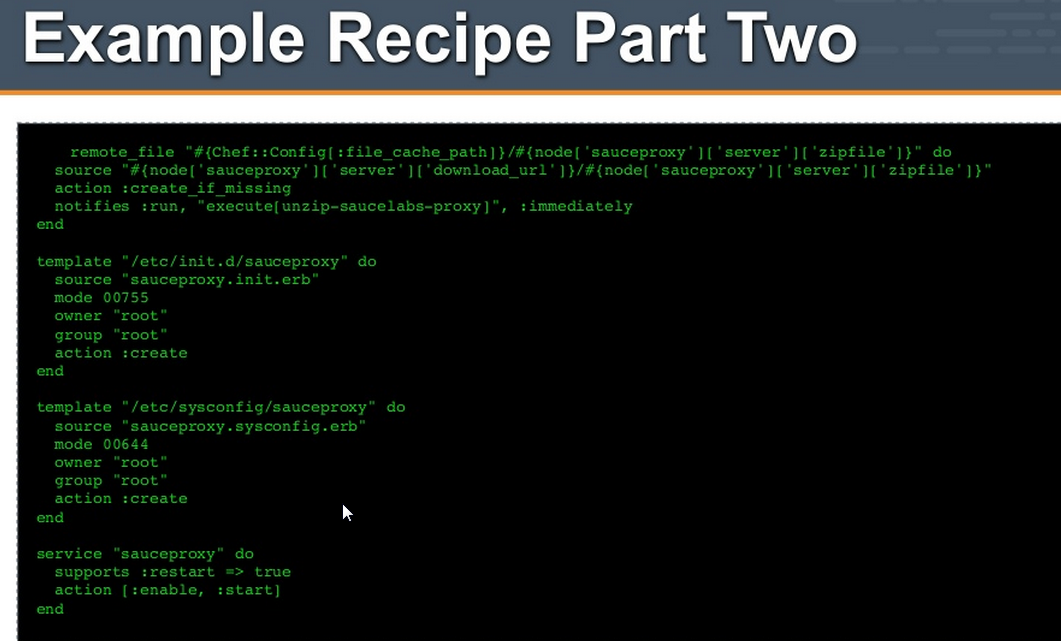 Example Recipe Part Two
remote_file "#{Chef::Config[:file_cache_path]}/#{node['sauceproxy']['server']['zipfile']}" do
source "#{node['sauceproxy']['server']['download_url']}/#{node['sauceproxy']['server']['zipfile']}"
action :create_if_missing
notifies :run, "execute[unzip-saucelabs-proxy]", :immediately
end
template "/etc/init.d/sauceproxy" do
source "sauceproxy.init.erb"
mode 00755
owner "root"
group "root"
action :create
end
template "/etc/sysconfig/sauceproxy" do
source "sauceproxy.sysconfig.erb"
mode 00644
owner "root"
group "root"
action :create
end
service "sauceproxy" do
supports :restart => true
action [:enable, :start]
end